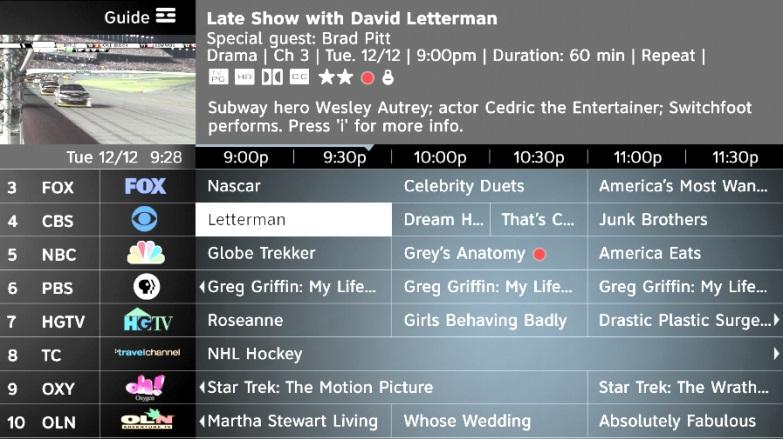 Guide
Late Show with David Letterman
Special guest: Brad Pitt
Drama | Ch 3 | Tue. 12/12 | 9:00pm | Duration: 60 min | Repeat |
TV PG HD CC
Subway hero Wesley Autrey; actor Cedric the Entertainer; Switchfoot
performs. Press 'i' for more info.
Tue 12/12 9:28 9:00p | 9:30p | 10:00p | 10:30p | 11:00p | 11:30p
3 FOX FOX Nascar Celebrity Duets America's Most Wan...
4 CBS Letterman Dream H... That's C... Junk Brothers
5 NBC Globe Trekker Grey's Anatomy America Eats
6 PBS Greg Griffin: My Life... Greg Griffin: My Life... Greg Griffin: My Life...
7 HGTV HGTV Roseanne Girls Behaving Badly Drastic Plastic Surge...
8 TC travelchannel NHL Hockey
9 OXY oh! Oxygen Star Trek: The Motion Picture Star Trek: The Wrath...
10 OLN OLN Martha Stewart Living Whose Wedding Absolutely Fabulous